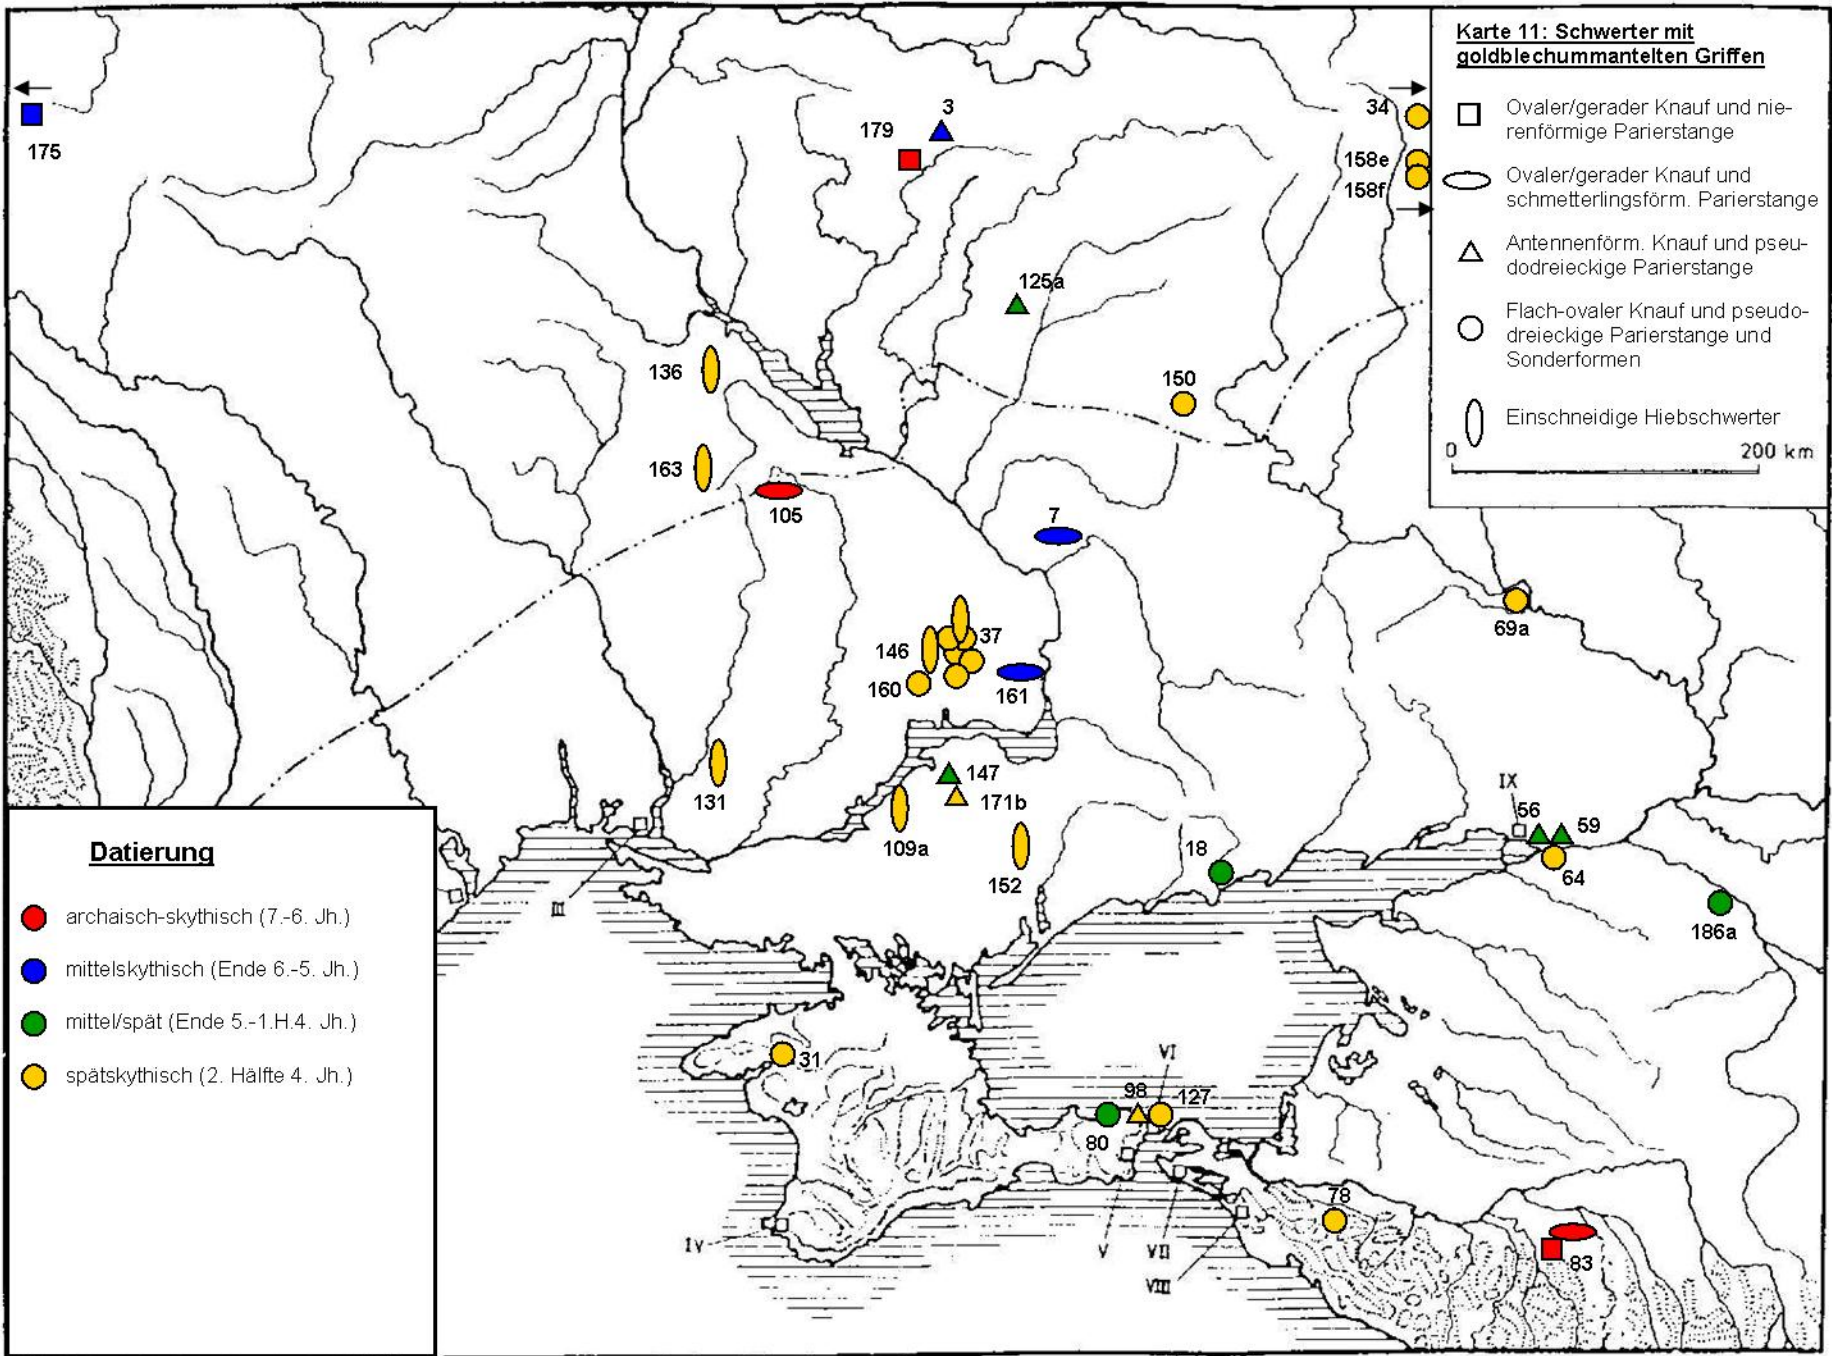 Karte 11: Schwerter mit
goldblechummantelten Griffen
Ovaler/gerader Knauf und nie-
renförmige Parierstange
Ovaler/gerader Knauf und
schmetterlingsförm. Parierstange
Antennenförm. Knauf und pseu-
dodreieckige Parierstange
Flach-ovaler Knauf und pseudo-
dreieckige Parierstange und
Sonderformen
Einschneidige Hiebschwerter
0 200 km
175
3
179
34
158e
158f
125a
136
150
163
105
7
69a
37
146
160
161
131
147
171b
109a
152
18
IX
56
59
64
186a
III
31
VI
98
127
80
78
IV
V
VII
VIII
83
Datierung
archaisch-skythisch (7.-6. Jh.)
mittelskythisch (Ende 6.-5. Jh.)
mittel/spät (Ende 5.-1.H.4. Jh.)
spätskythisch (2. Hälfte 4. Jh.)